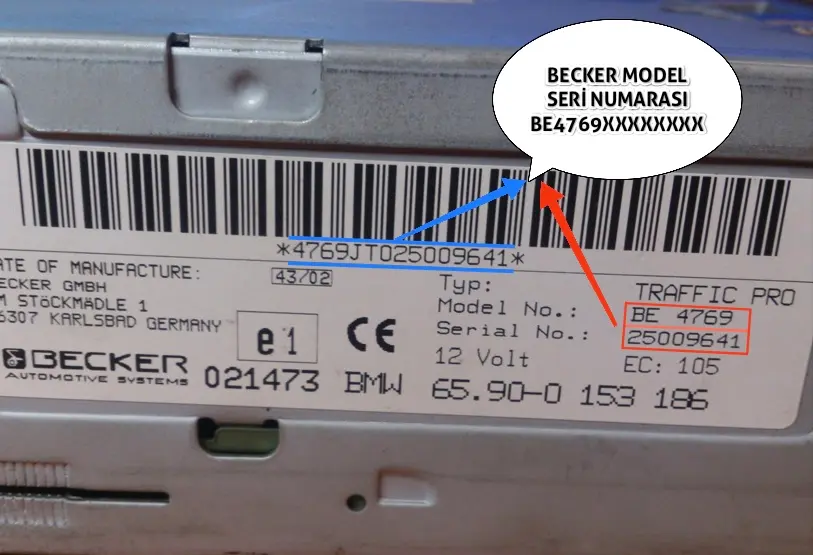 BECKER MODEL
SERİ NUMARASI
BE4769XXXXXXXX
*4769JT025009641*
ATE OF MANUFACTURE: 43/02
ECKER GMBH
M STÖCKMÄDLE 1
6307 KARLSBAD GERMANY
e1
CE
Typ: TRAFFIC PRO
Model No.: BE 4769
Serial No.: 25009641
12 Volt EC: 105
BECKER
AUTOMOTIVE SYSTEMS
021473 BMW 65.90-0 153 186